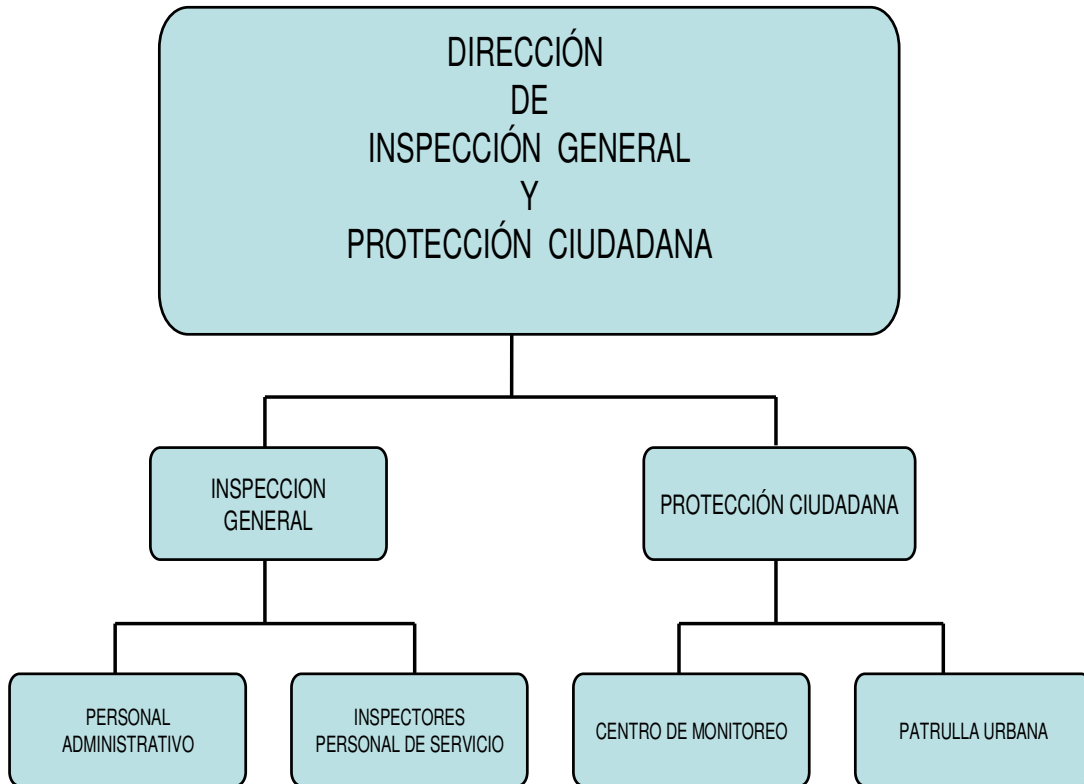 DIRECCIÓN
DE
INSPECCIÓN GENERAL
Y
PROTECCIÓN CIUDADANA
INSPECCION
GENERAL
PROTECCIÓN CIUDADANA
PERSONAL
ADMINISTRATIVO
INSPECTORES
PERSONAL DE SERVICIO
CENTRO DE MONITOREO
PATRULLA URBANA